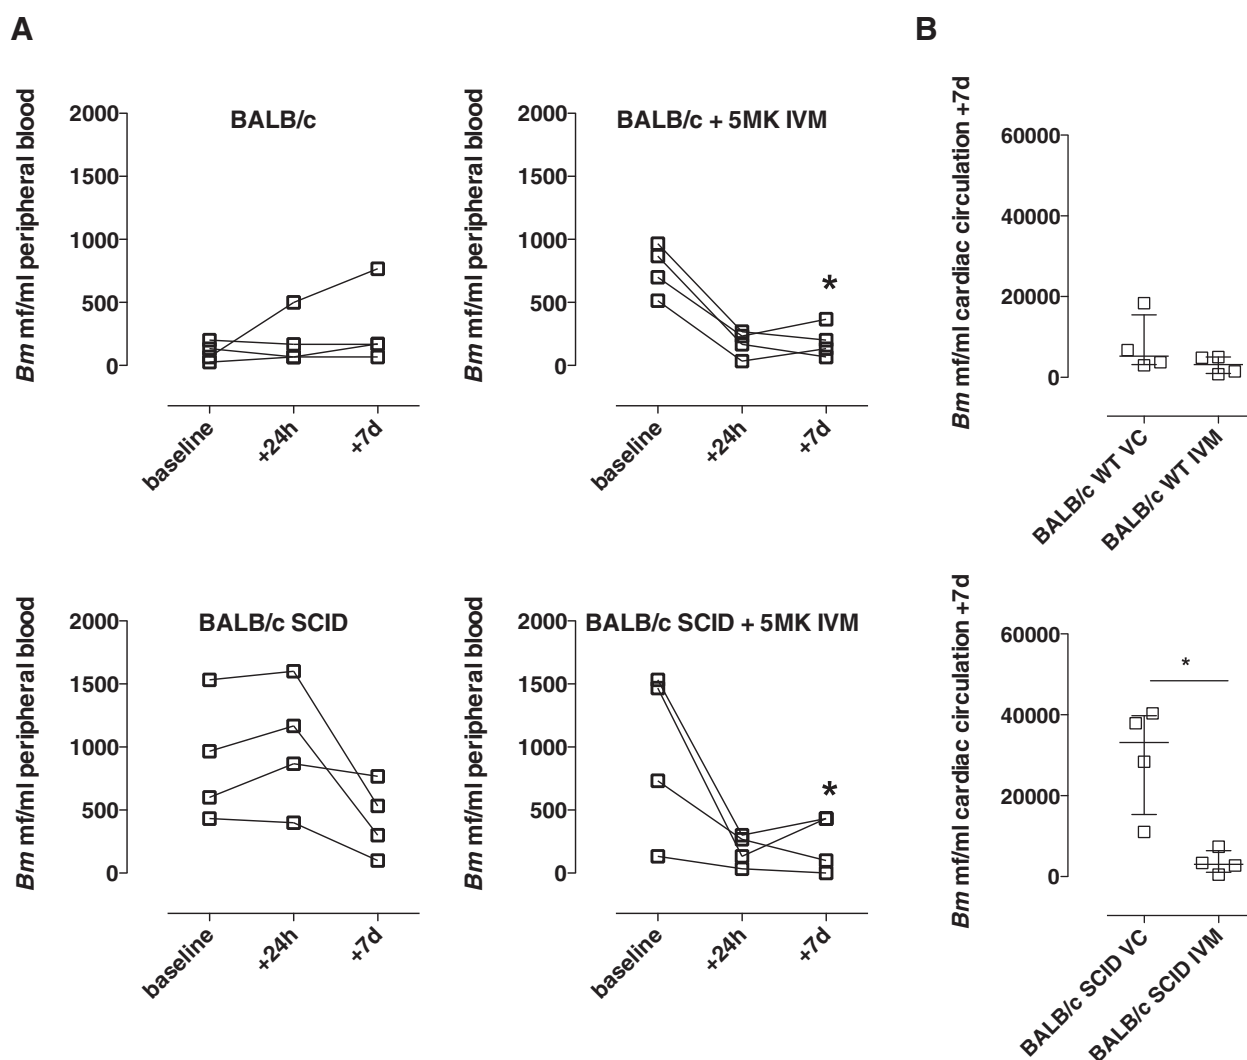 A
B
BALB/c
Bm mf/ml peripheral blood
2000
1500
1000
500
0
baseline
+24h
+7d
BALB/c + 5MK IVM
*
Bm mf/ml peripheral blood
2000
1500
1000
500
0
baseline
+24h
+7d
Bm mf/ml cardiac circulation +7d
60000
40000
20000
0
BALB/c WT VC
BALB/c WT IVM
BALB/c SCID
Bm mf/ml peripheral blood
2000
1500
1000
500
0
baseline
+24h
+7d
BALB/c SCID + 5MK IVM
*
Bm mf/ml peripheral blood
2000
1500
1000
500
0
baseline
+24h
+7d
Bm mf/ml cardiac circulation +7d
*
60000
40000
20000
0
BALB/c SCID VC
BALB/c SCID IVM